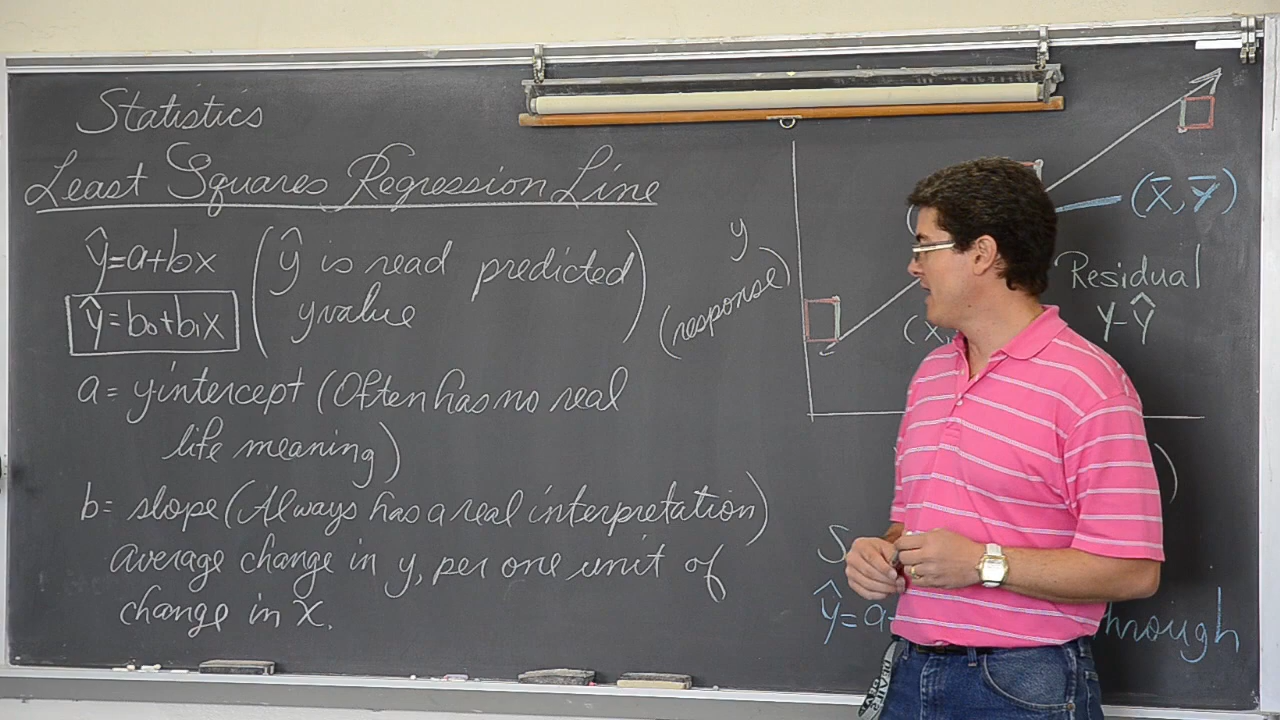 Statistics
Least Squares Regression Line
ŷ=a+bx (ŷ is read predicted
ŷ=b₀+b₁x yvalue)
a= y-intercept (Often has no real
life meaning)
b= slope (Always has a real interpretation)
average change in y, per one unit of
change in x.
y
(response)
(x̄,ȳ)
Residual
y-ŷ
(x,
)
S
ŷ=a+
through